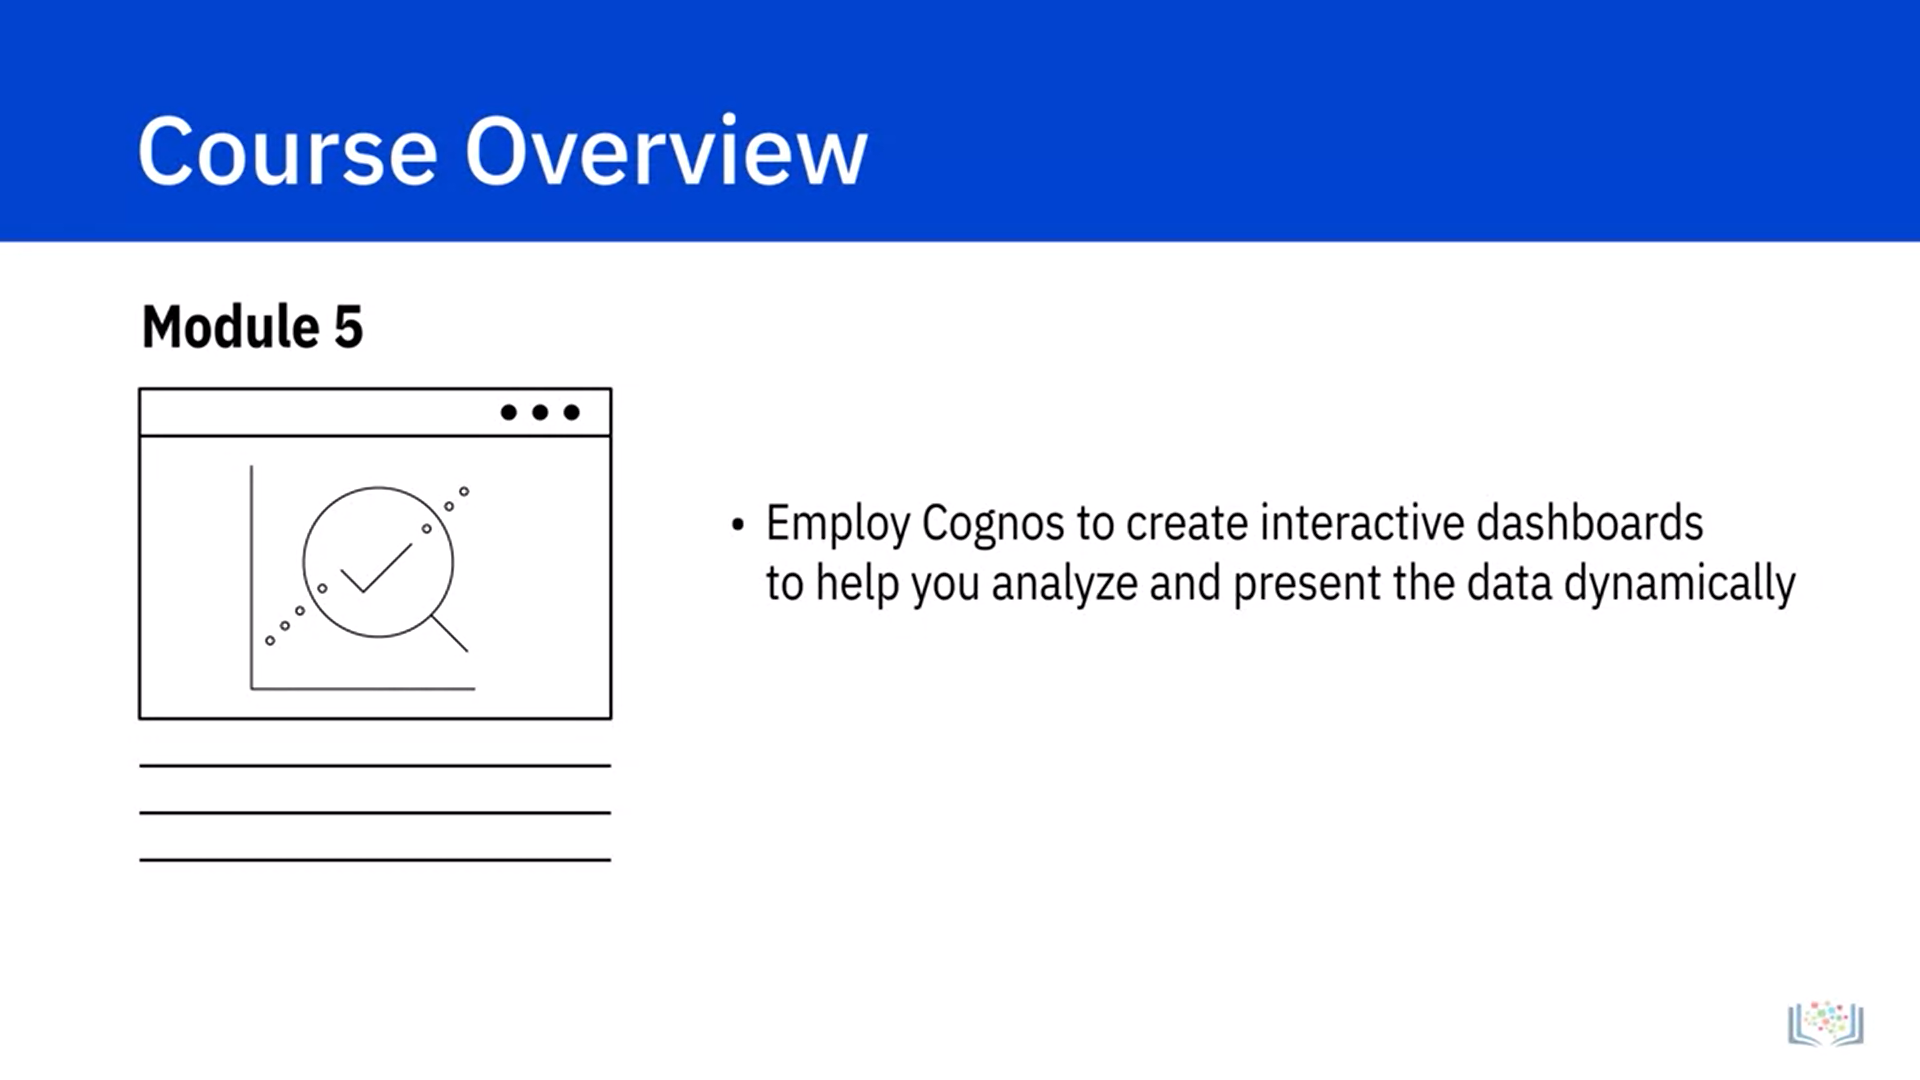 Course Overview
Module 5
• Employ Cognos to create interactive dashboards
to help you analyze and present the data dynamically